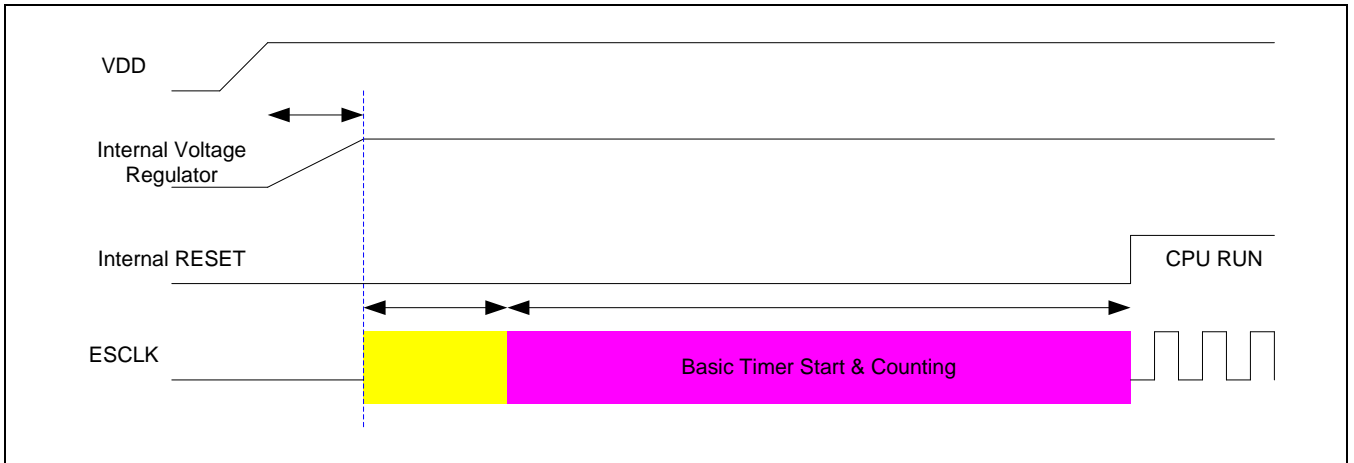 VDD
Internal Voltage
Regulator
Internal RESET
CPU RUN
ESCLK
Basic Timer Start & Counting